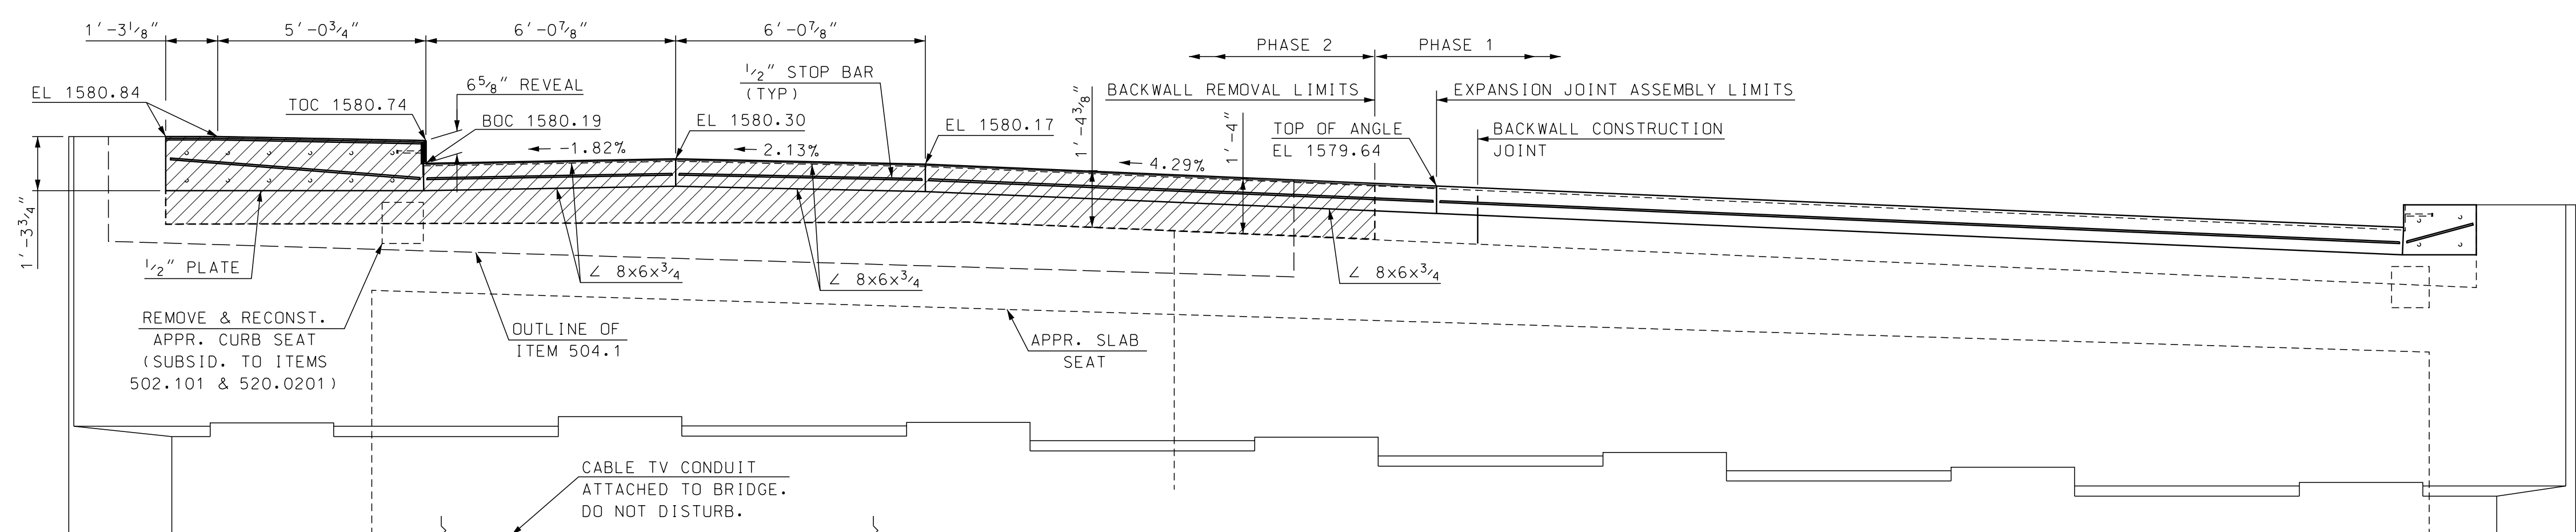 1'-3 1/8"
5'-0 3/4"
6'-0 7/8"
6'-0 7/8"
PHASE 2
PHASE 1
EL 1580.84
TOC 1580.74
6 5/8" REVEAL
BOC 1580.19
1/2" STOP BAR
(TYP)
EL 1580.30
EL 1580.17
BACKWALL REMOVAL LIMITS
EXPANSION JOINT ASSEMBLY LIMITS
TOP OF ANGLE
EL 1579.64
BACKWALL CONSTRUCTION
JOINT
-1.82%
2.13%
4.29%
1'-4 3/8"
1'-4"
1'-3 3/4"
1/2" PLATE
∠ 8x6x3/4
∠ 8x6x3/4
∠ 8x6x3/4
REMOVE & RECONST.
APPR. CURB SEAT
(SUBSID. TO ITEMS
502.101 & 520.0201)
OUTLINE OF
ITEM 504.1
APPR. SLAB
SEAT
CABLE TV CONDUIT
ATTACHED TO BRIDGE.
DO NOT DISTURB.